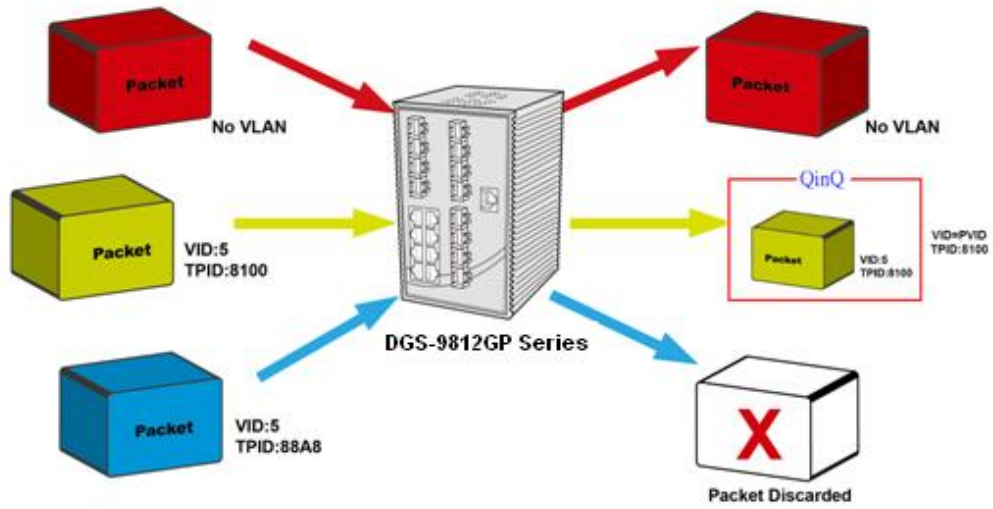 Packet
No VLAN
Packet
No VLAN
Packet
VID:5
TPID:8100
QinQ
Packet
VID:5
TPID:8100
VID=PVID
TPID:8100
DGS-9812GP Series
Packet
VID:5
TPID:88A8
X
Packet Discarded